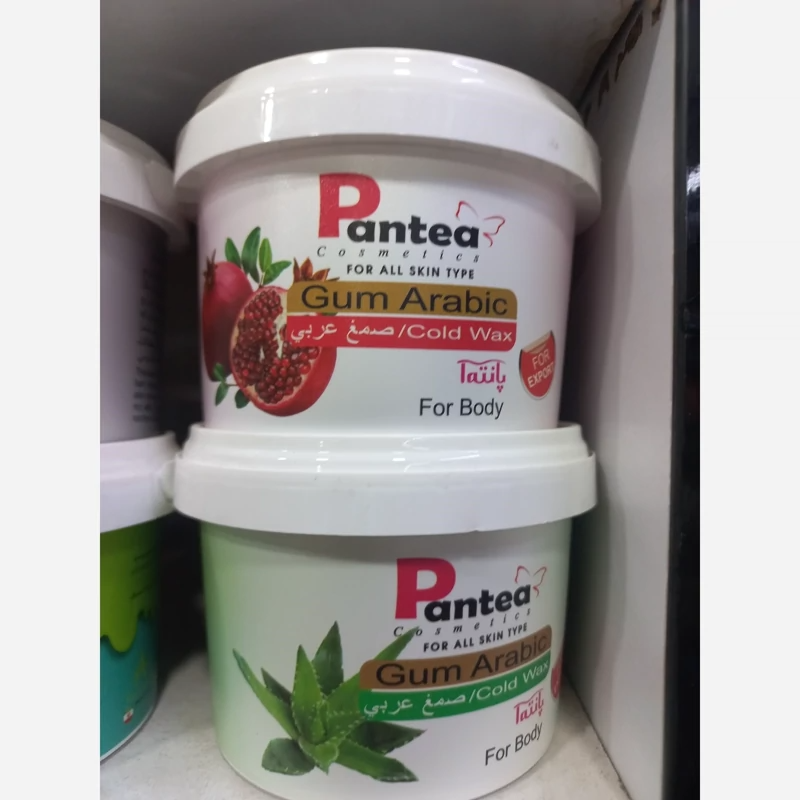 Pantea
Cosmetics
FOR ALL SKIN TYPE
Gum Arabic
صمغ عربي/Cold Wax
پانته‌آ
For Body
FOR
EXPORT
Pantea
Cosmetics
FOR ALL SKIN TYPE
Gum Arabic
صمغ عربي/Cold Wax
پانته‌آ
For Body